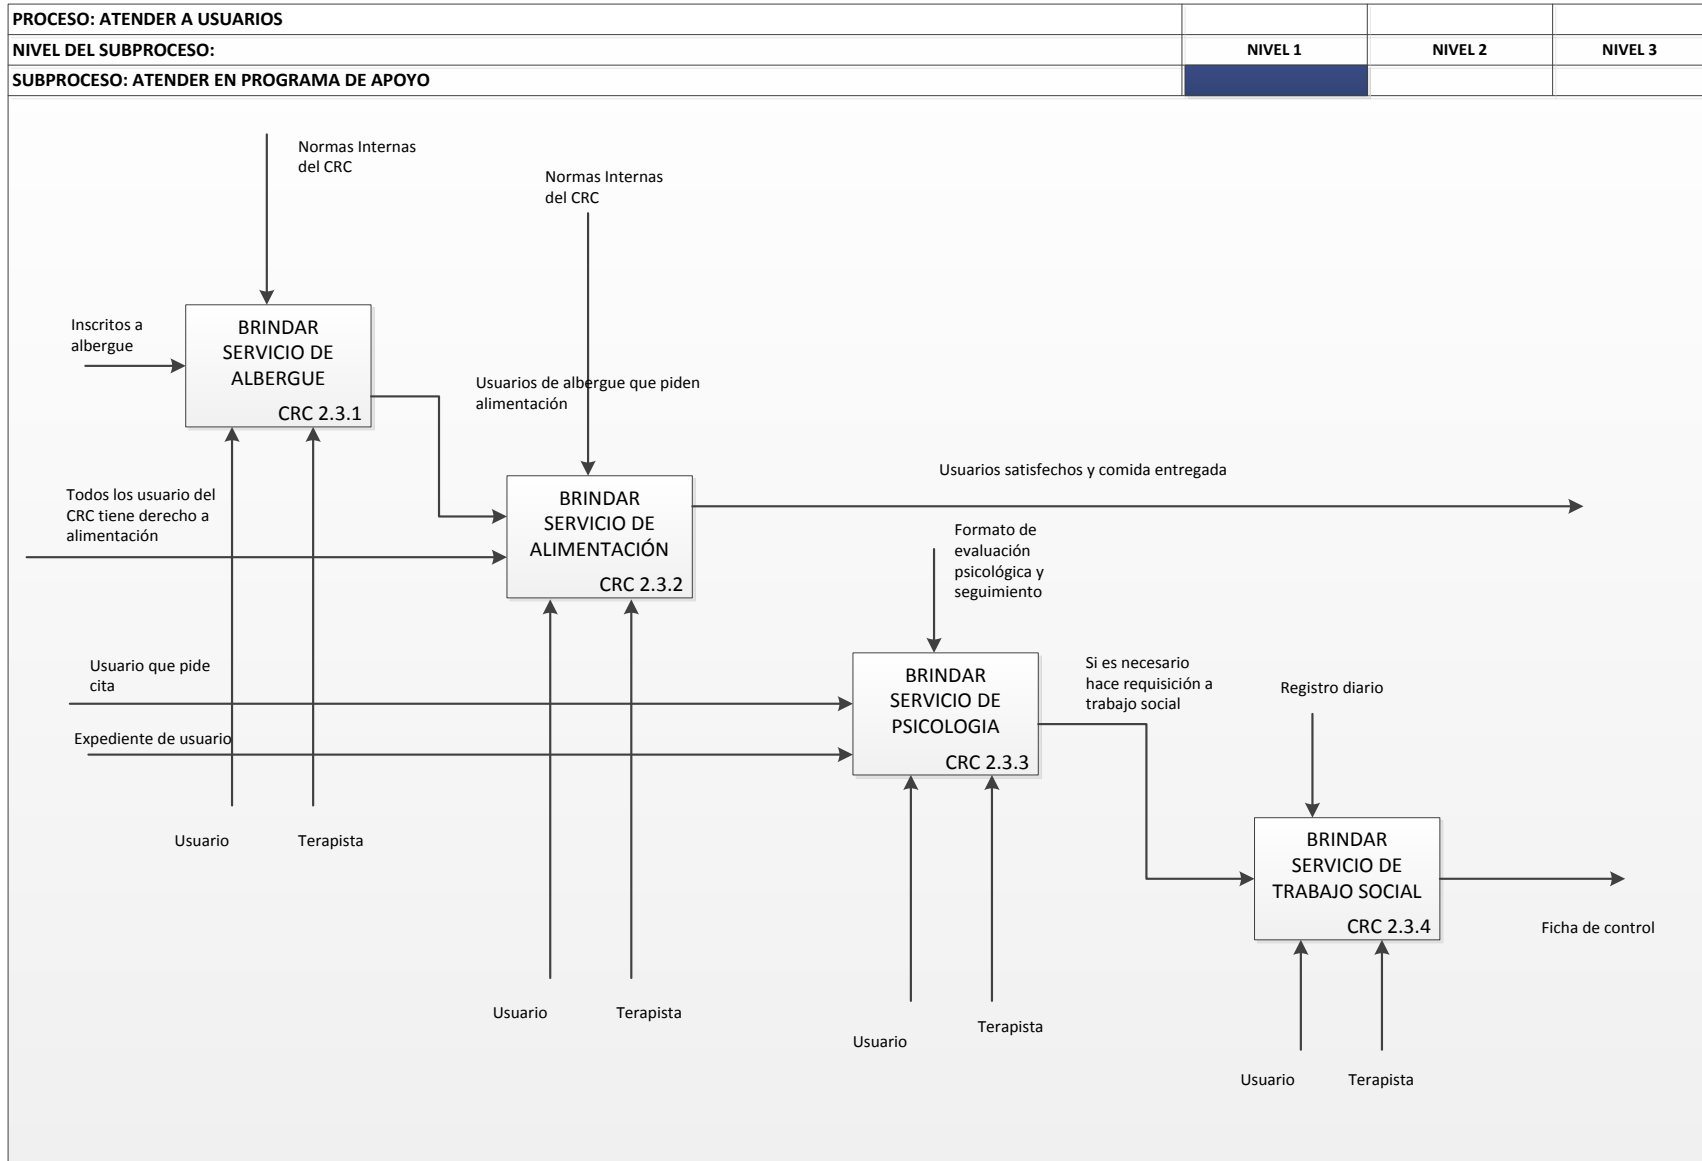 PROCESO: ATENDER A USUARIOS
NIVEL DEL SUBPROCESO:
NIVEL 1
NIVEL 2
NIVEL 3
SUBPROCESO: ATENDER EN PROGRAMA DE APOYO
Normas Internas
del CRC
Normas Internas
del CRC
Inscritos a
albergue
BRINDAR
SERVICIO DE
ALBERGUE
CRC 2.3.1
Usuarios de albergue que piden
alimentación
Todos los usuario del
CRC tiene derecho a
alimentación
BRINDAR
SERVICIO DE
ALIMENTACIÓN
CRC 2.3.2
Usuarios satisfechos y comida entregada
Formato de
evaluación
psicológica y
seguimiento
Usuario que pide
cita
Expediente de usuario
BRINDAR
SERVICIO DE
PSICOLOGIA
CRC 2.3.3
Si es necesario
hace requisición a
trabajo social
Registro diario
Usuario
Terapista
BRINDAR
SERVICIO DE
TRABAJO SOCIAL
CRC 2.3.4
Ficha de control
Usuario
Terapista
Usuario
Terapista
Usuario
Terapista